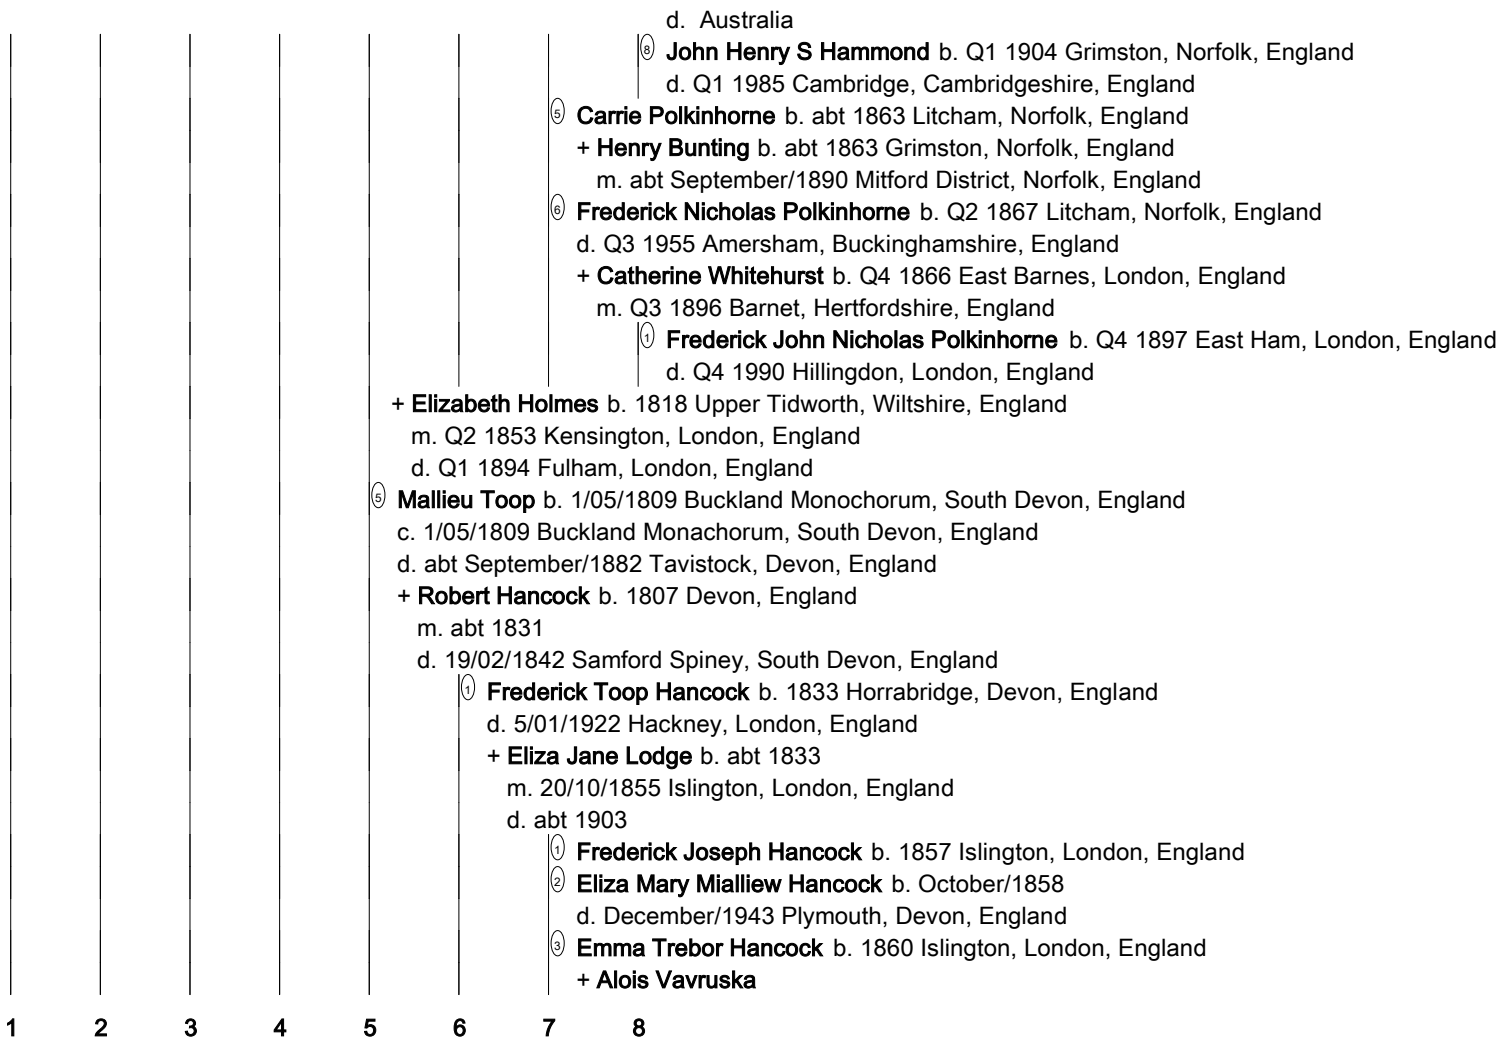 d. Australia
8 John Henry S Hammond b. Q1 1904 Grimston, Norfolk, England
d. Q1 1985 Cambridge, Cambridgeshire, England
5 Carrie Polkinhorne b. abt 1863 Litcham, Norfolk, England
+ Henry Bunting b. abt 1863 Grimston, Norfolk, England
m. abt September/1890 Mitford District, Norfolk, England
6 Frederick Nicholas Polkinhorne b. Q2 1867 Litcham, Norfolk, England
d. Q3 1955 Amersham, Buckinghamshire, England
+ Catherine Whitehurst b. Q4 1866 East Barnes, London, England
m. Q3 1896 Barnet, Hertfordshire, England
1 Frederick John Nicholas Polkinhorne b. Q4 1897 East Ham, London, England
d. Q4 1990 Hillingdon, London, England
+ Elizabeth Holmes b. 1818 Upper Tidworth, Wiltshire, England
m. Q2 1853 Kensington, London, England
d. Q1 1894 Fulham, London, England
5 Mallieu Toop b. 1/05/1809 Buckland Monochorum, South Devon, England
c. 1/05/1809 Buckland Monachorum, South Devon, England
d. abt September/1882 Tavistock, Devon, England
+ Robert Hancock b. 1807 Devon, England
m. abt 1831
d. 19/02/1842 Samford Spiney, South Devon, England
1 Frederick Toop Hancock b. 1833 Horrabridge, Devon, England
d. 5/01/1922 Hackney, London, England
+ Eliza Jane Lodge b. abt 1833
m. 20/10/1855 Islington, London, England
d. abt 1903
1 Frederick Joseph Hancock b. 1857 Islington, London, England
2 Eliza Mary Mialliew Hancock b. October/1858
d. December/1943 Plymouth, Devon, England
3 Emma Trebor Hancock b. 1860 Islington, London, England
+ Alois Vavruska
1 2 3 4 5 6 7 8